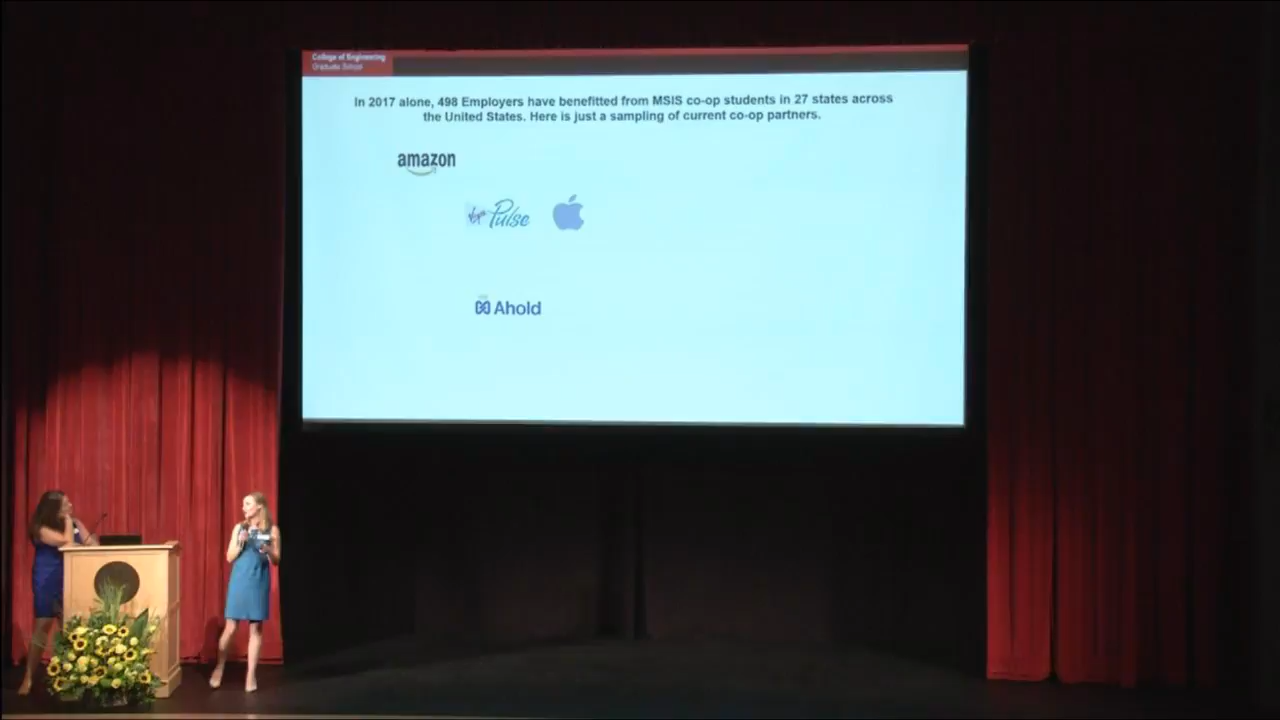 College of Engineering
Graduate School
In 2017 alone, 498 Employers have benefitted from MSIS co-op students in 27 states across
the United States. Here is just a sampling of current co-op partners.
amazon
Virgin Pulse
Ahold